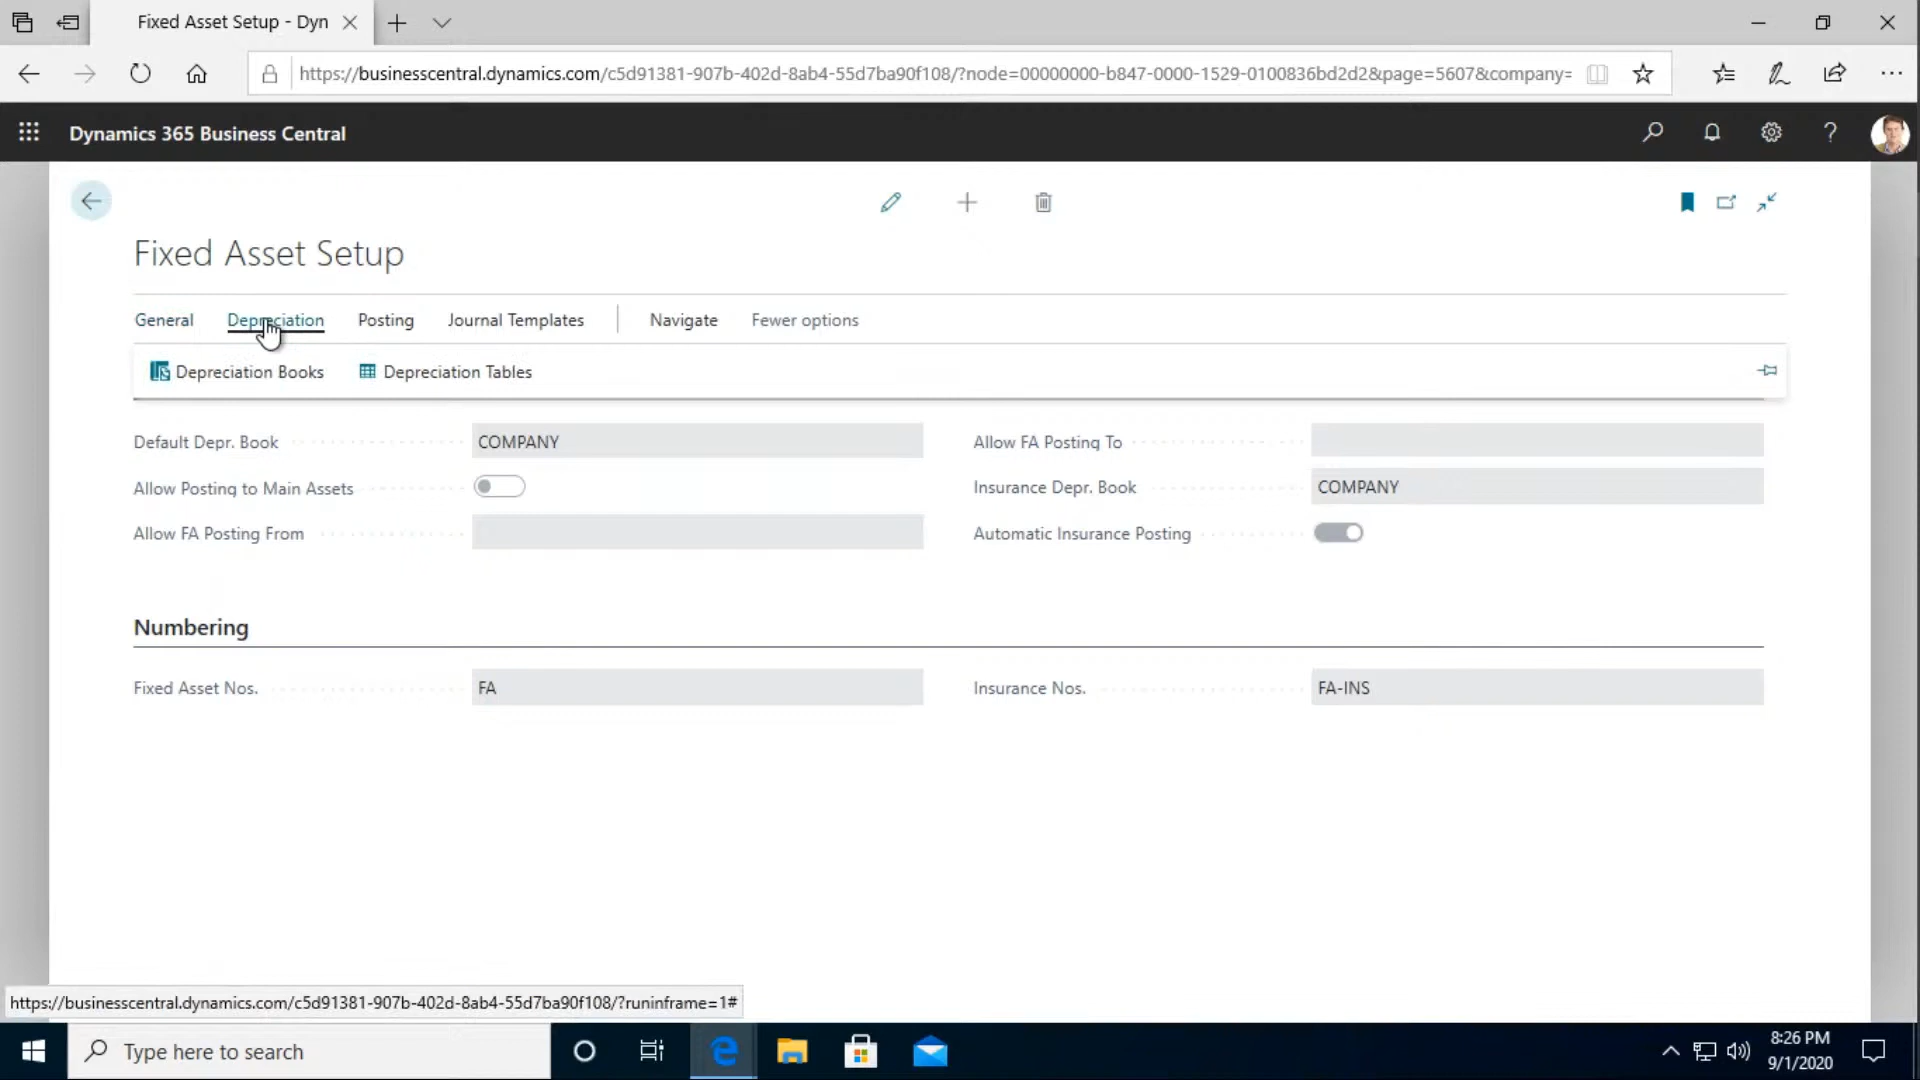 Fixed Asset Setup - Dyn
https://businesscentral.dynamics.com/c5d91381-907b-402d-8ab4-55d7ba90f108/?node=00000000-b847-0000-1529-0100836bd2d2&page=5607&company=
Dynamics 365 Business Central
Fixed Asset Setup
General Depreciation Posting Journal Templates Navigate Fewer options
Depreciation Books Depreciation Tables
Default Depr. Book COMPANY Allow FA Posting To
Allow Posting to Main Assets Insurance Depr. Book COMPANY
Allow FA Posting From Automatic Insurance Posting
Numbering
Fixed Asset Nos. FA Insurance Nos. FA-INS
https://businesscentral.dynamics.com/c5d91381-907b-402d-8ab4-55d7ba90f108/?runinframe=1#
Type here to search
8:26 PM
9/1/2020